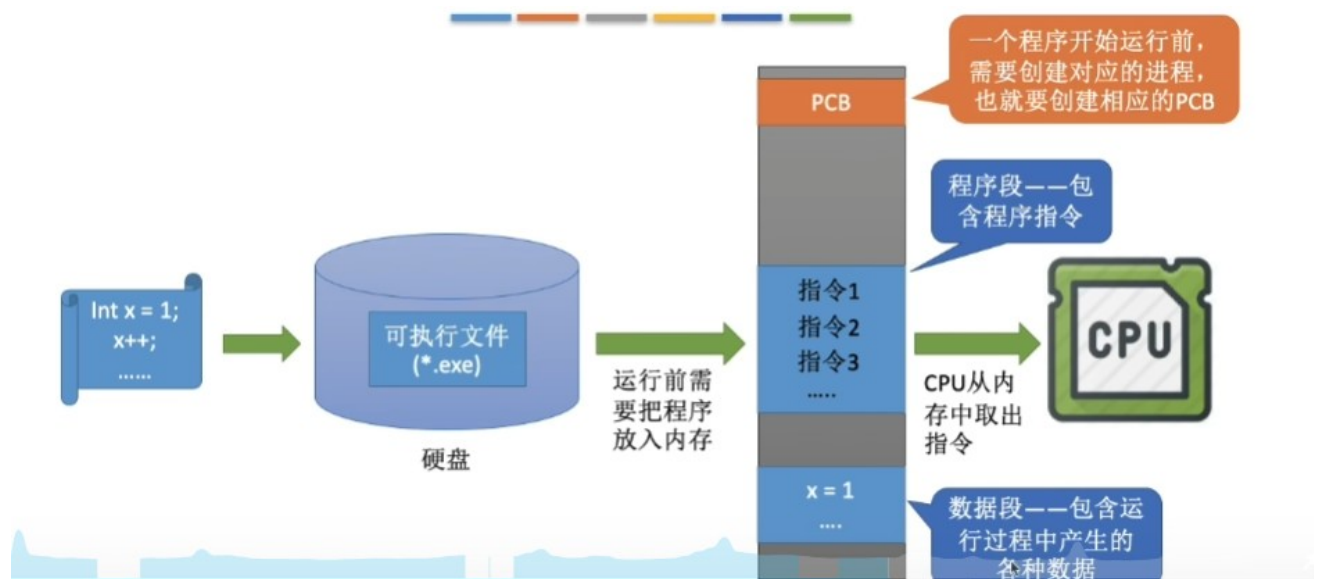 一个程序开始运行前，
需要创建对应的进程，
也就要创建相应的PCB
PCB
程序段——包
含程序指令
Int x = 1;
x++;
......
可执行文件
(*.exe)
硬盘
运行前需
要把程序
放入内存
指令1
指令2
指令3
.....
CPU从内
存中取出
指令
CPU
x = 1
....
数据段——包含运
行过程中产生的
各种数据